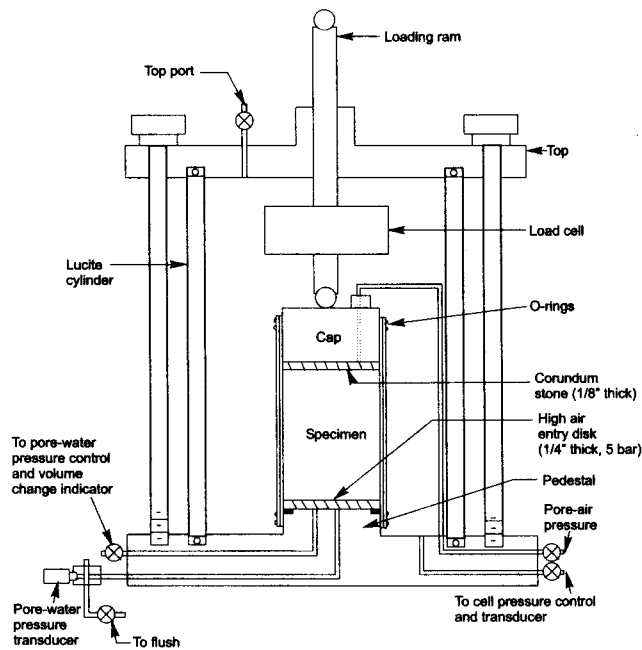 Loading ram
Top port
Top
Load cell
Lucite
cylinder
O-rings
Cap
Corundum
stone (1/8" thick)
High air
entry disk
(1/4" thick, 5 bar)
Specimen
To pore-water
pressure control
and volume
change indicator
Pedestal
Pore-air
pressure
Pore-water
pressure
transducer
To flush
To cell pressure control
and transducer